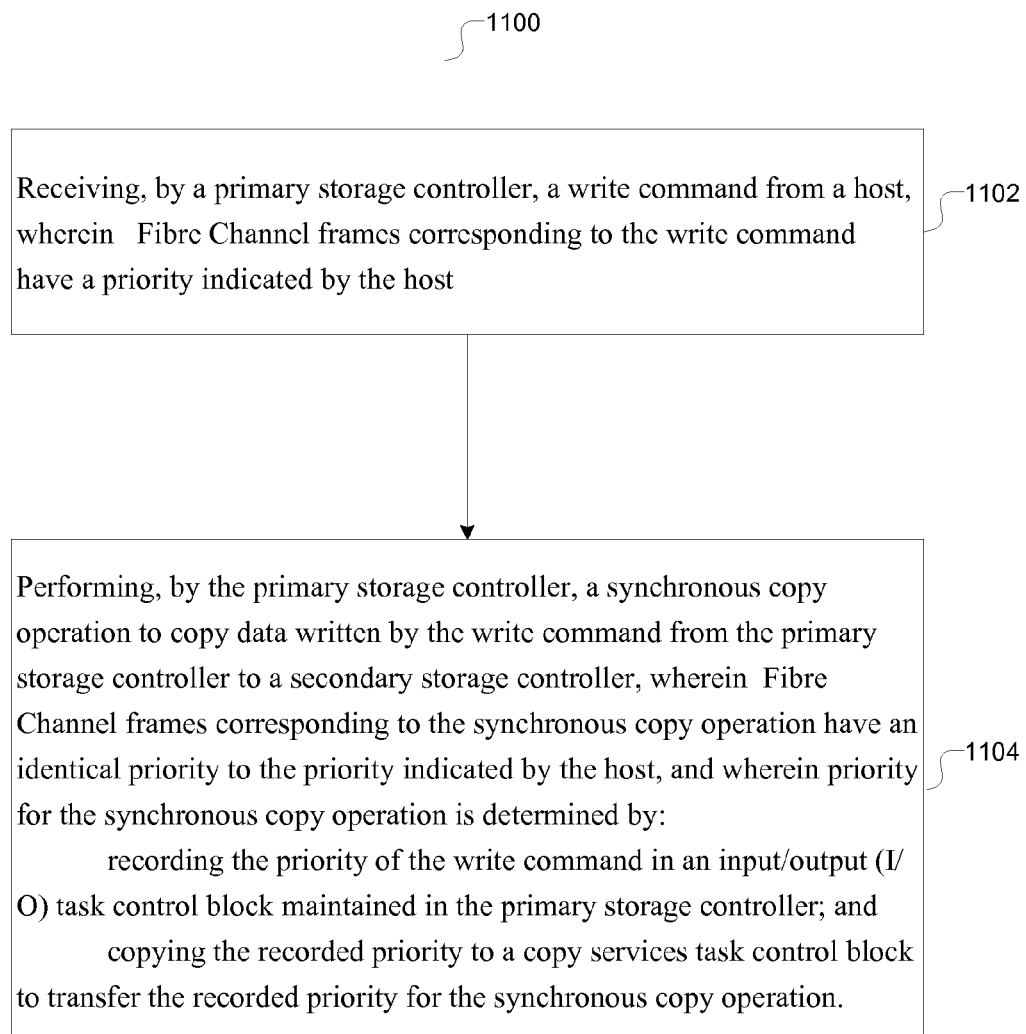 1100
Receiving, by a primary storage controller, a write command from a host,
wherein Fibre Channel frames corresponding to the write command
have a priority indicated by the host
1102
Performing, by the primary storage controller, a synchronous copy
operation to copy data written by the write command from the primary
storage controller to a secondary storage controller, wherein Fibre
Channel frames corresponding to the synchronous copy operation have an
identical priority to the priority indicated by the host, and wherein priority
for the synchronous copy operation is determined by:
recording the priority of the write command in an input/output (I/
O) task control block maintained in the primary storage controller; and
copying the recorded priority to a copy services task control block
to transfer the recorded priority for the synchronous copy operation.
1104